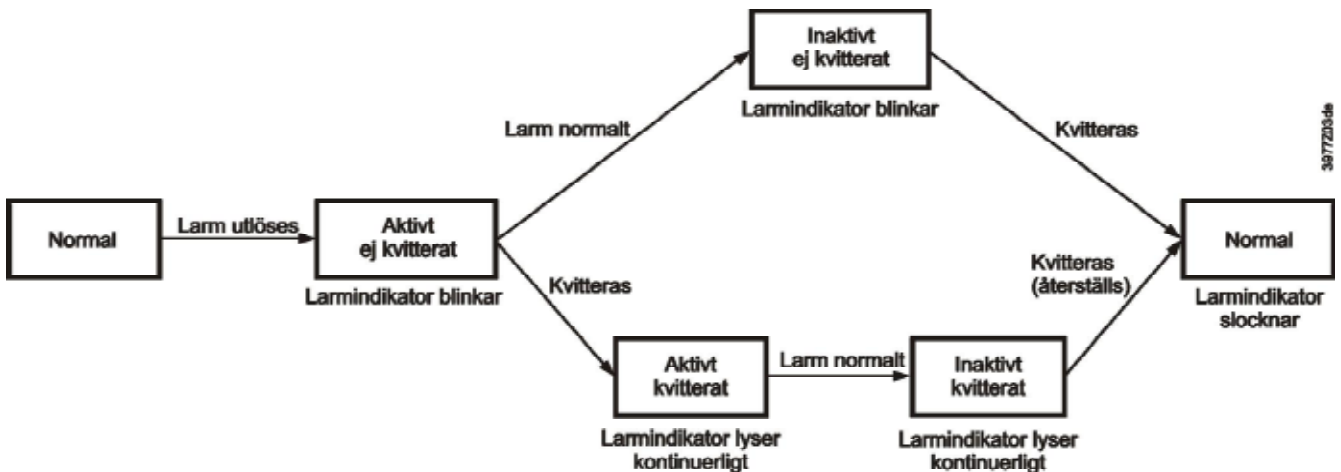 Inaktivt
ej kvitterat
Larmindikator blinkar
Larm normalt
Kvitteras
3977Z03de
Normal
Larm utlöses
Aktivt
ej kvitterat
Larmindikator blinkar
Kvitteras
Kvitteras
(återställs)
Normal
Larmindikator
slocknar
Aktivt
kvitterat
Larmindikator lyser
kontinuerligt
Larm normalt
Inaktivt
kvitterat
Larmindikator lyser
kontinuerligt